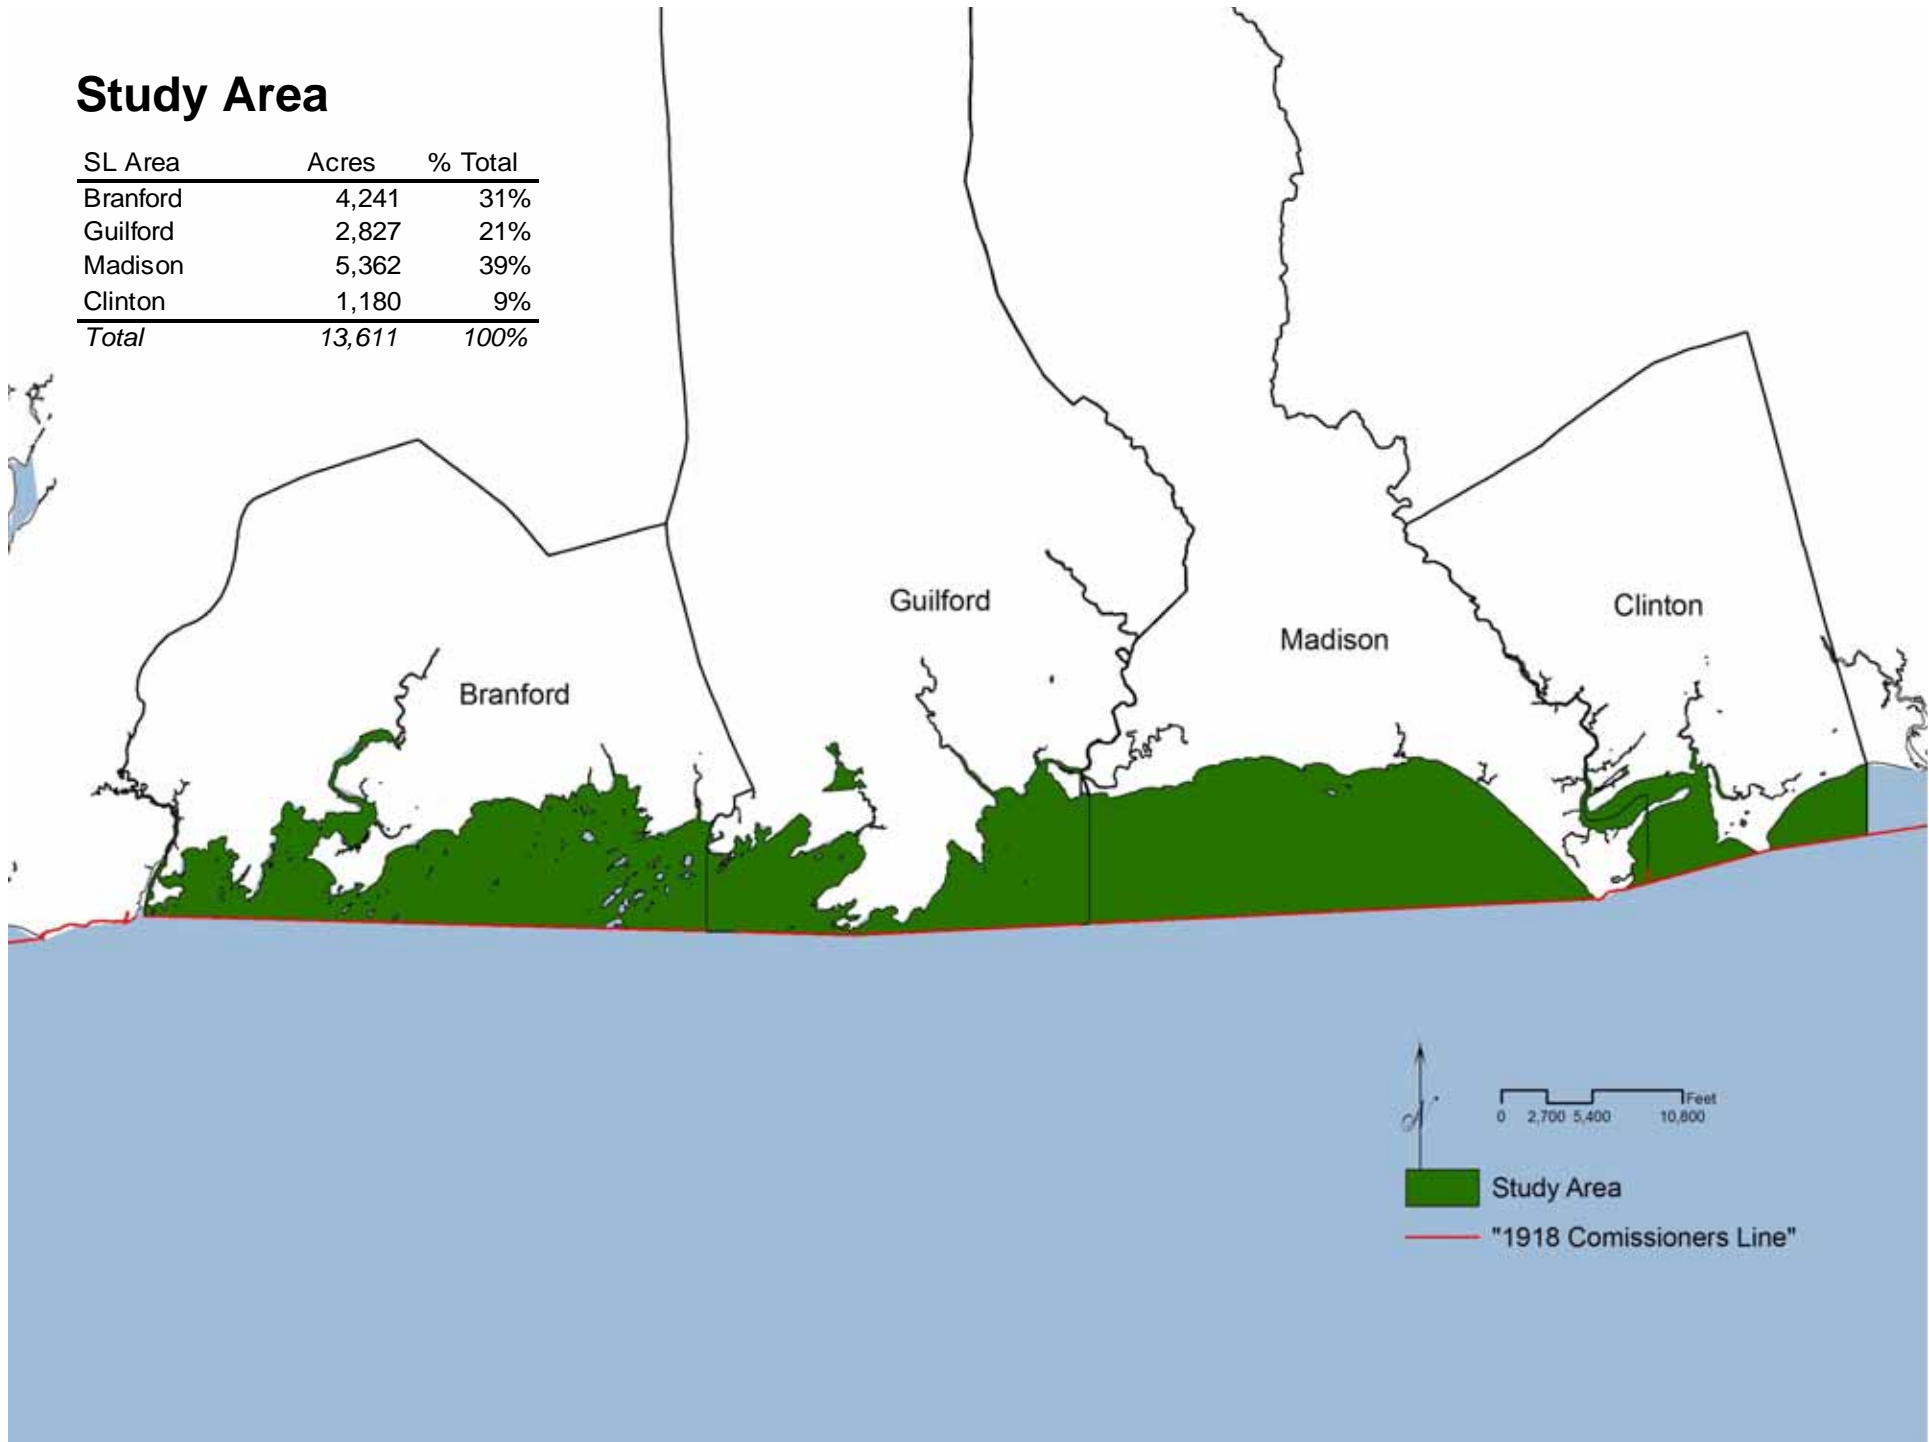 Study Area
SL Area Acres % Total
Branford 4,241 31%
Guilford 2,827 21%
Madison 5,362 39%
Clinton 1,180 9%
Total 13,611 100%
Guilford
Clinton
Madison
Branford
N
Feet
0 2,700 5,400 10,800
Study Area
"1918 Comissioners Line"